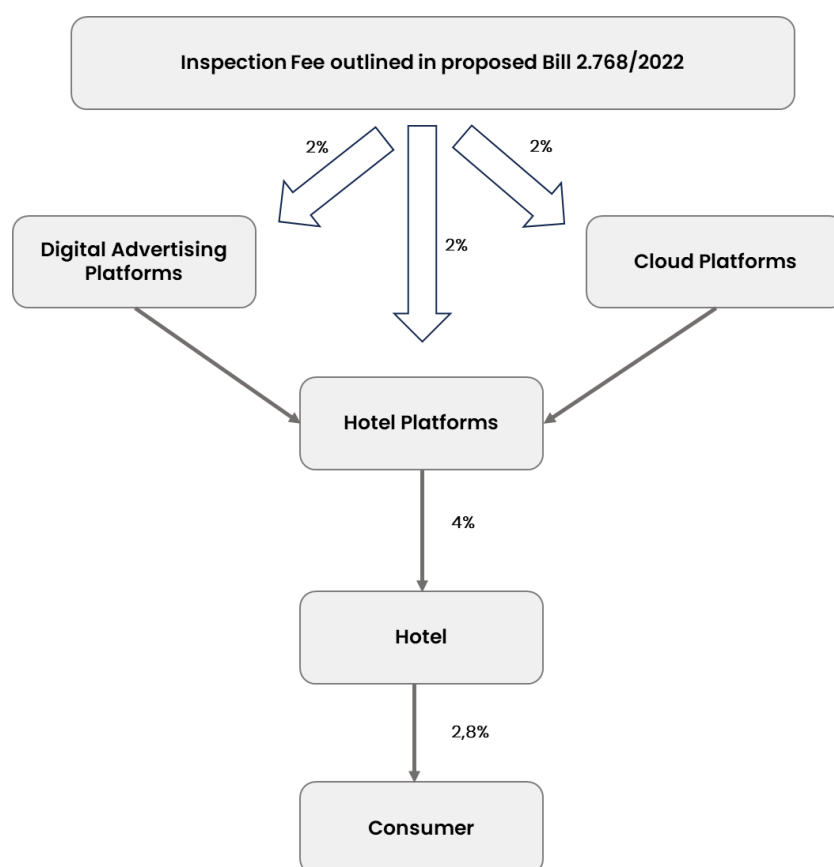 Inspection Fee outlined in proposed Bill 2.768/2022
2%
2%
2%
Digital Advertising
Platforms
Cloud Platforms
Hotel Platforms
4%
Hotel
2,8%
Consumer